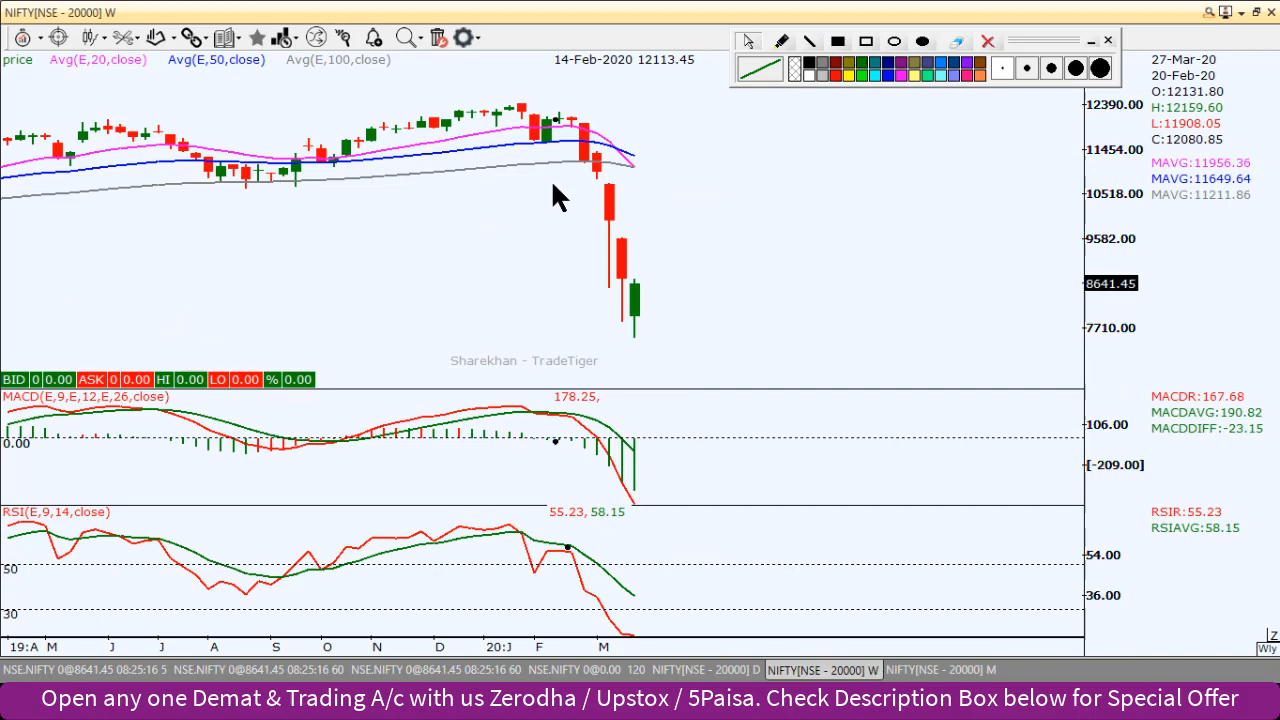 NIFTY[NSE - 20000] W
price Avg(E,20,close) Avg(E,50,close) Avg(E,100,close) 14-Feb-2020 12113.45
27-Mar-20
20-Feb-20
O:12131.80
H:12159.60
L:11908.05
C:12080.85
MAVG:11956.36
MAVG:11649.64
MAVG:11211.86
12390.00
11454.00
10518.00
9582.00
8641.45
7710.00
Sharekhan - TradeTiger
BID 0 0.00 ASK 0 0.00 HI 0.00 LO 0.00 % 0.00
MACD(E,9,E,12,E,26,close) 178.25,
0.00
106.00
[-209.00]
MACDR:167.68
MACDAVG:190.82
MACDDIFF:-23.15
RSI(E,9,14,close) 55.23, 58.15
50
30
54.00
36.00
RSIR:55.23
RSIAVG:58.15
19:A M J J A S O N D 20:J F M
Z
Wly
NSE.NIFTY 0@8641.45 08:25:16 5 NSE.NIFTY 0@8641.45 08:25:16 60 NSE.NIFTY 0@8641.45 08:25:16 60 NSE.NIFTY 0@0.00 120 NIFTY[NSE - 20000] D NIFTY[NSE - 20000] W NIFTY[NSE - 20000] M
Open any one Demat & Trading A/c with us Zerodha / Upstox / 5Paisa. Check Description Box below for Special Offer